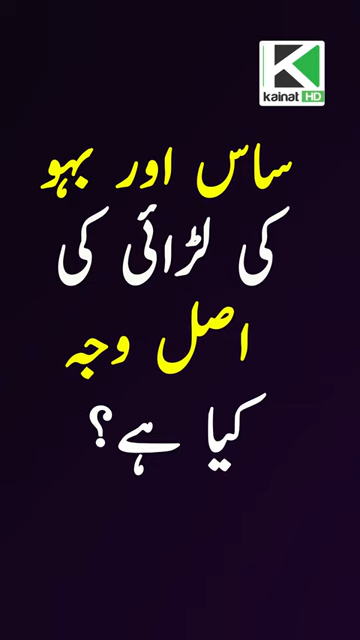 kainat HD
ساس اور بہو
کی لڑائی کی
اصل وجہ
کیا ہے؟